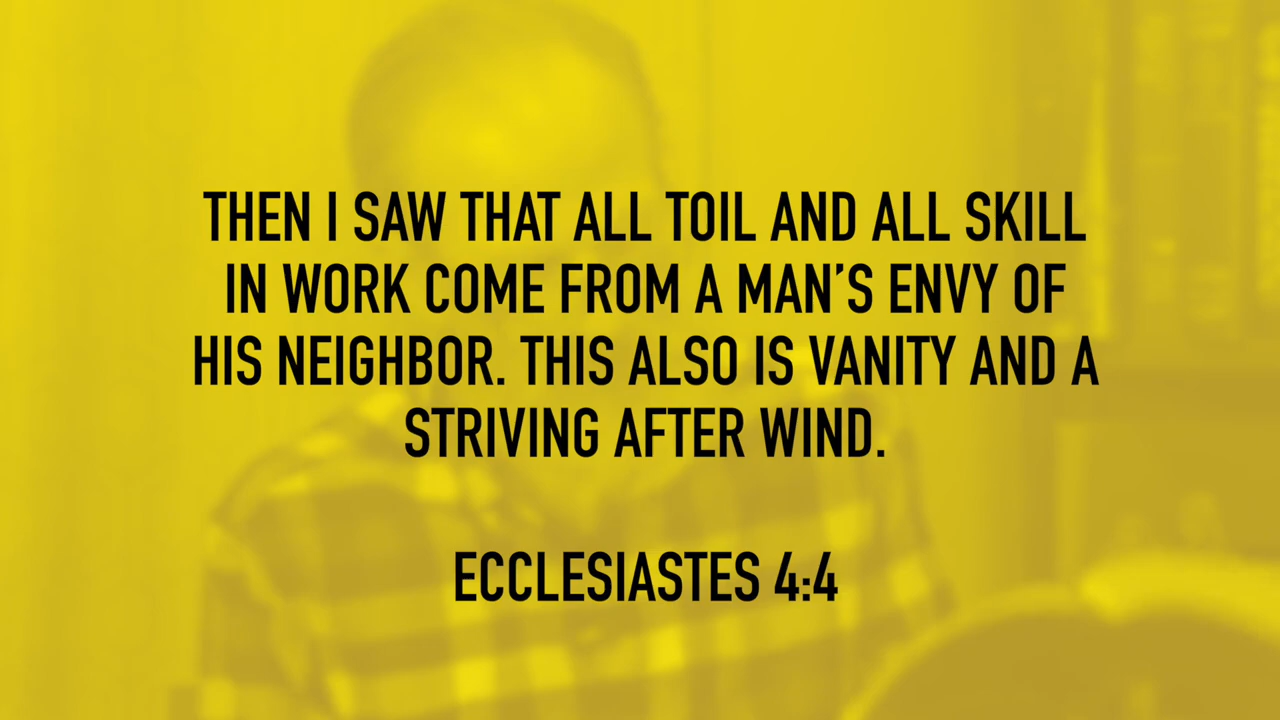 THEN I SAW THAT ALL TOIL AND ALL SKILL
IN WORK COME FROM A MAN’S ENVY OF
HIS NEIGHBOR. THIS ALSO IS VANITY AND A
STRIVING AFTER WIND.
ECCLESIASTES 4:4